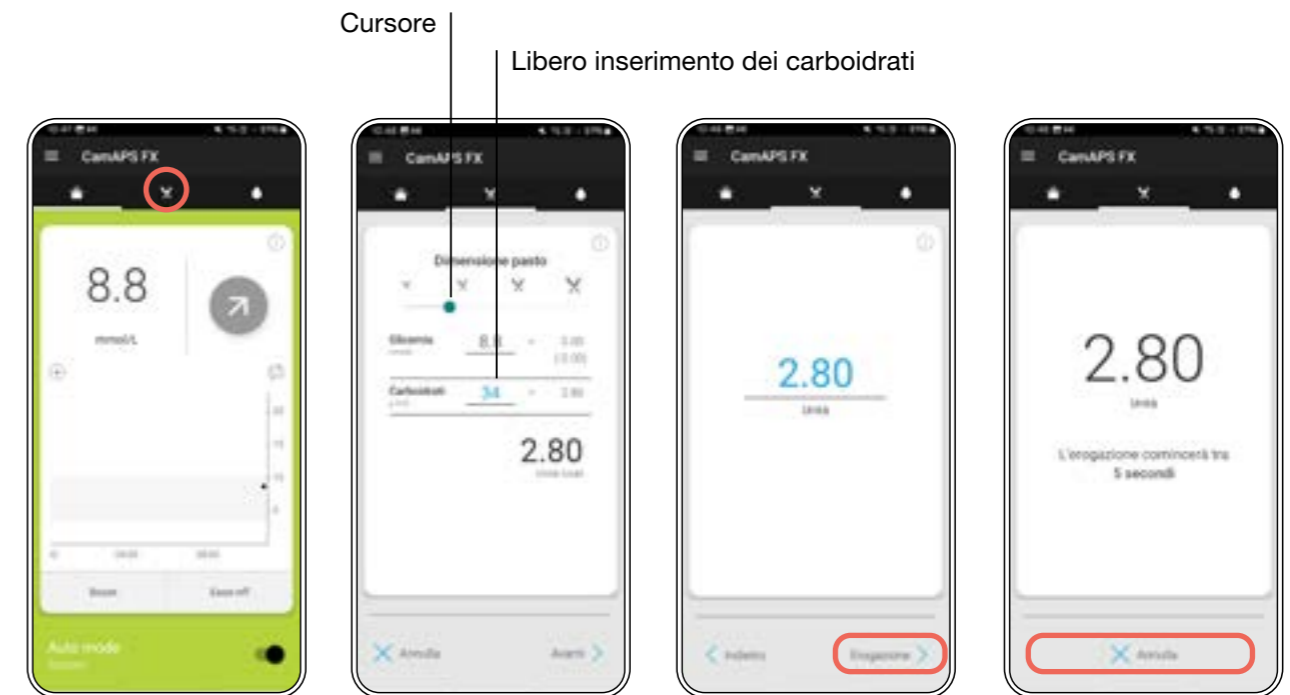 Cursore
Libero inserimento dei carboidrati
CamAPS FX
8.8
mmol/L
Boost
Ease-off
Auto mode
CamAPS FX
Dimensione pasto
Glicemia
8.8
Carboidrati
34
2.80
Annulla
Avanti
CamAPS FX
2.80
Unità
Indietro
Erogazione
CamAPS FX
2.80
Unità
L'erogazione comincerà tra
5 secondi
Annulla